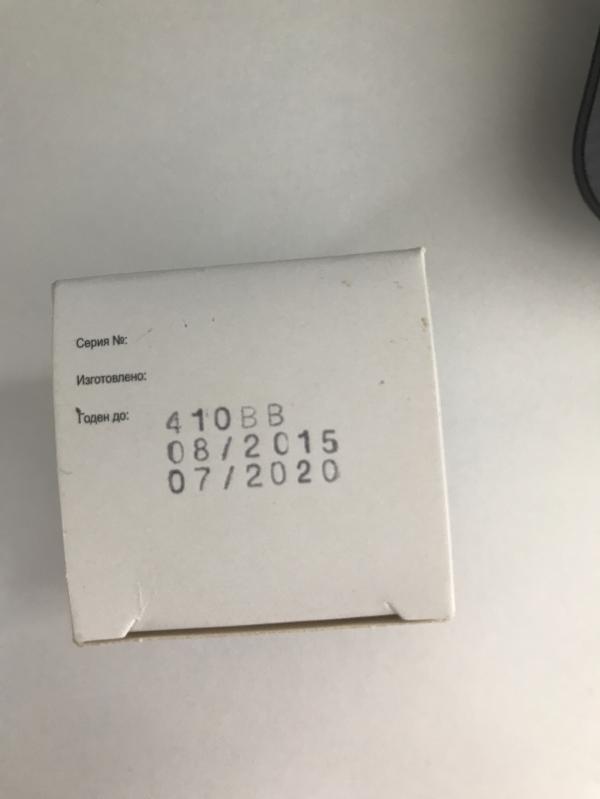 Серия №:
Изготовлено:
Годен до:
410BB
08/2015
07/2020